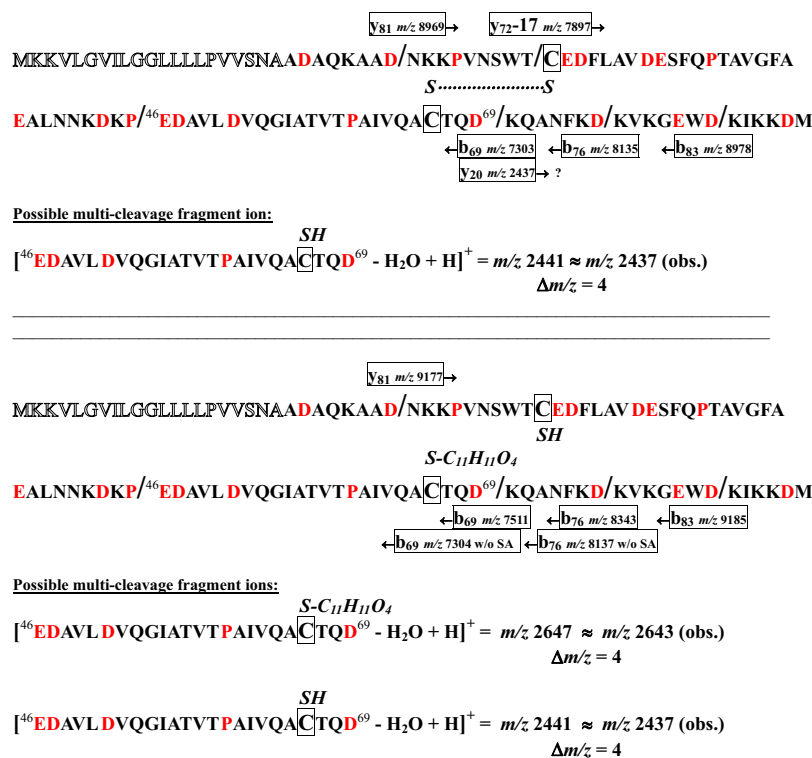 y81 m/z 8969→ y72-17 m/z 7897→
MKKVLGVILGGLLLLPVVSNAADAQKAAD/NKKPVNSWT/CEDFLAVDESFQPTAVGFA
S......................S
EALNNKDKP/46EDAVLDVQGIATVTPAIVQACTQD69/KQANFKD/KVKGEWD/KIKKDM
←b69 m/z 7303 ←b76 m/z 8135 ←b83 m/z 8978
y20 m/z 2437→ ?
Possible multi-cleavage fragment ion:
SH
[46EDAVLDVQGIATVTPAIVQACTQD69 - H2O + H]+ = m/z 2441 ≈ m/z 2437 (obs.)
Δm/z = 4
y81 m/z 9177→
MKKVLGVILGGLLLLPVVSNAADAQKAAD/NKKPVNSWTCEDFLAVDESFQPTAVGFA
SH
S-C11H11O4
EALNNKDKP/46EDAVLDVQGIATVTPAIVQACTQD69/KQANFKD/KVKGEWD/KIKKDM
←b69 m/z 7511 ←b76 m/z 8343 ←b83 m/z 9185
←b69 m/z 7304 w/o SA ←b76 m/z 8137 w/o SA
Possible multi-cleavage fragment ions:
S-C11H11O4
[46EDAVLDVQGIATVTPAIVQACTQD69 - H2O + H]+ = m/z 2647 ≈ m/z 2643 (obs.)
Δm/z = 4
SH
[46EDAVLDVQGIATVTPAIVQACTQD69 - H2O + H]+ = m/z 2441 ≈ m/z 2437 (obs.)
Δm/z = 4